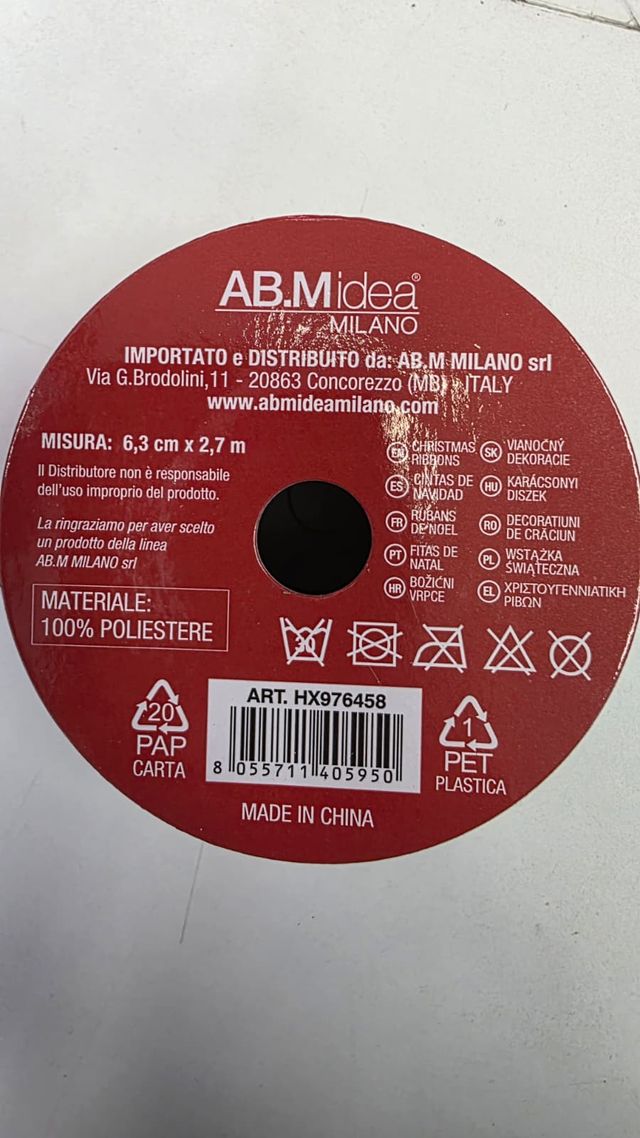 AB.Midea®
MILANO
IMPORTATO e DISTRIBUITO da: AB.M MILANO srl
Via G.Brodolini,11 - 20863 Concorezzo (MB) - ITALY
www.abmideamilano.com
MISURA: 6,3 cm x 2,7 m
Il Distributore non è responsabile
dell'uso improprio del prodotto.
La ringraziamo per aver scelto
un prodotto della linea
AB.M MILANO srl
MATERIALE:
100% POLIESTERE
EN CHRISTMAS
RIBBONS
ES CINTAS DE
NAVIDAD
FR RUBANS
DE NOEL
PT FITAS DE
NATAL
HR BOŽIĆNI
VRPCE
SK VIANOČNÝ
DEKORACIE
HU KARÁCSONYI
DISZEK
RO DECORATIUNI
DE CRĂCIUN
PL WSTĄŻKA
ŚWIĄTECZNA
EL ΧΡΙΣΤΟΥΓΕΝΝΙΑΤΙΚΗ
ΡΙΒΩΝ
30
20
PAP
CARTA
ART. HX976458
8 055711 405950
1
PET
PLASTICA
MADE IN CHINA